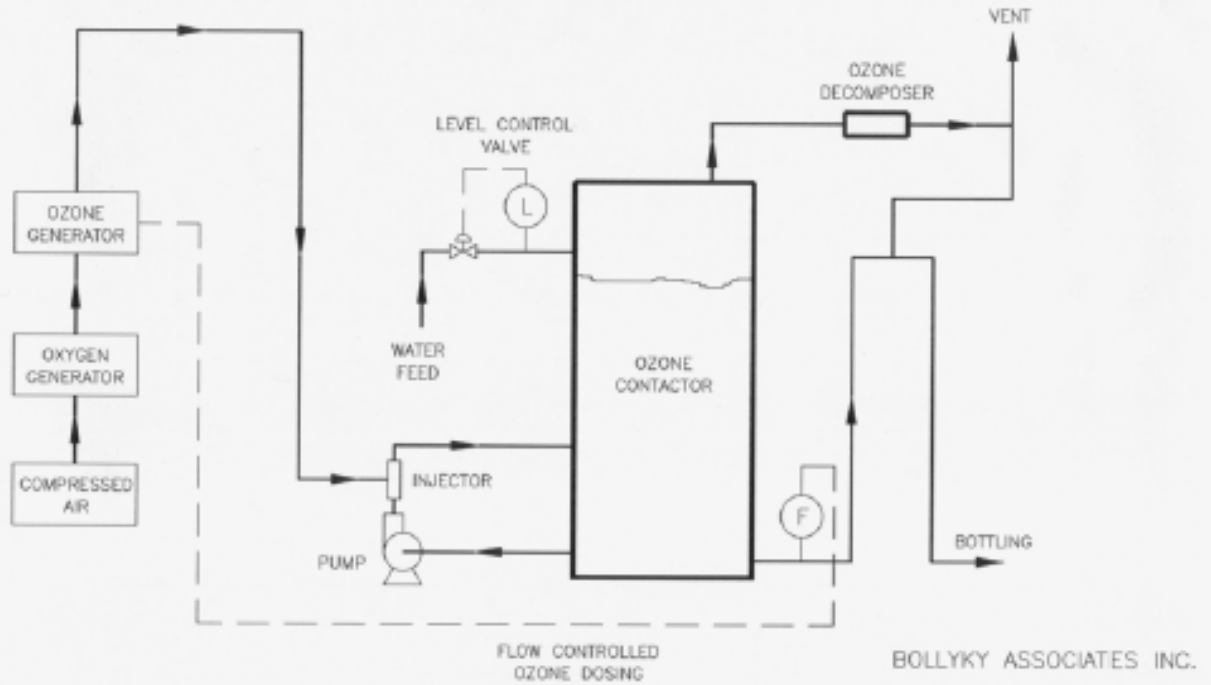 VENT
OZONE
DECOMPOSER
LEVEL CONTROL
VALVE
L
OZONE
GENERATOR
WATER
FEED
OZONE
CONTACTOR
OXYGEN
GENERATOR
COMPRESSED
AIR
INJECTOR
F
PUMP
BOTTLING
FLOW CONTROLLED
OZONE DOSING
BOLLYKY ASSOCIATES INC.